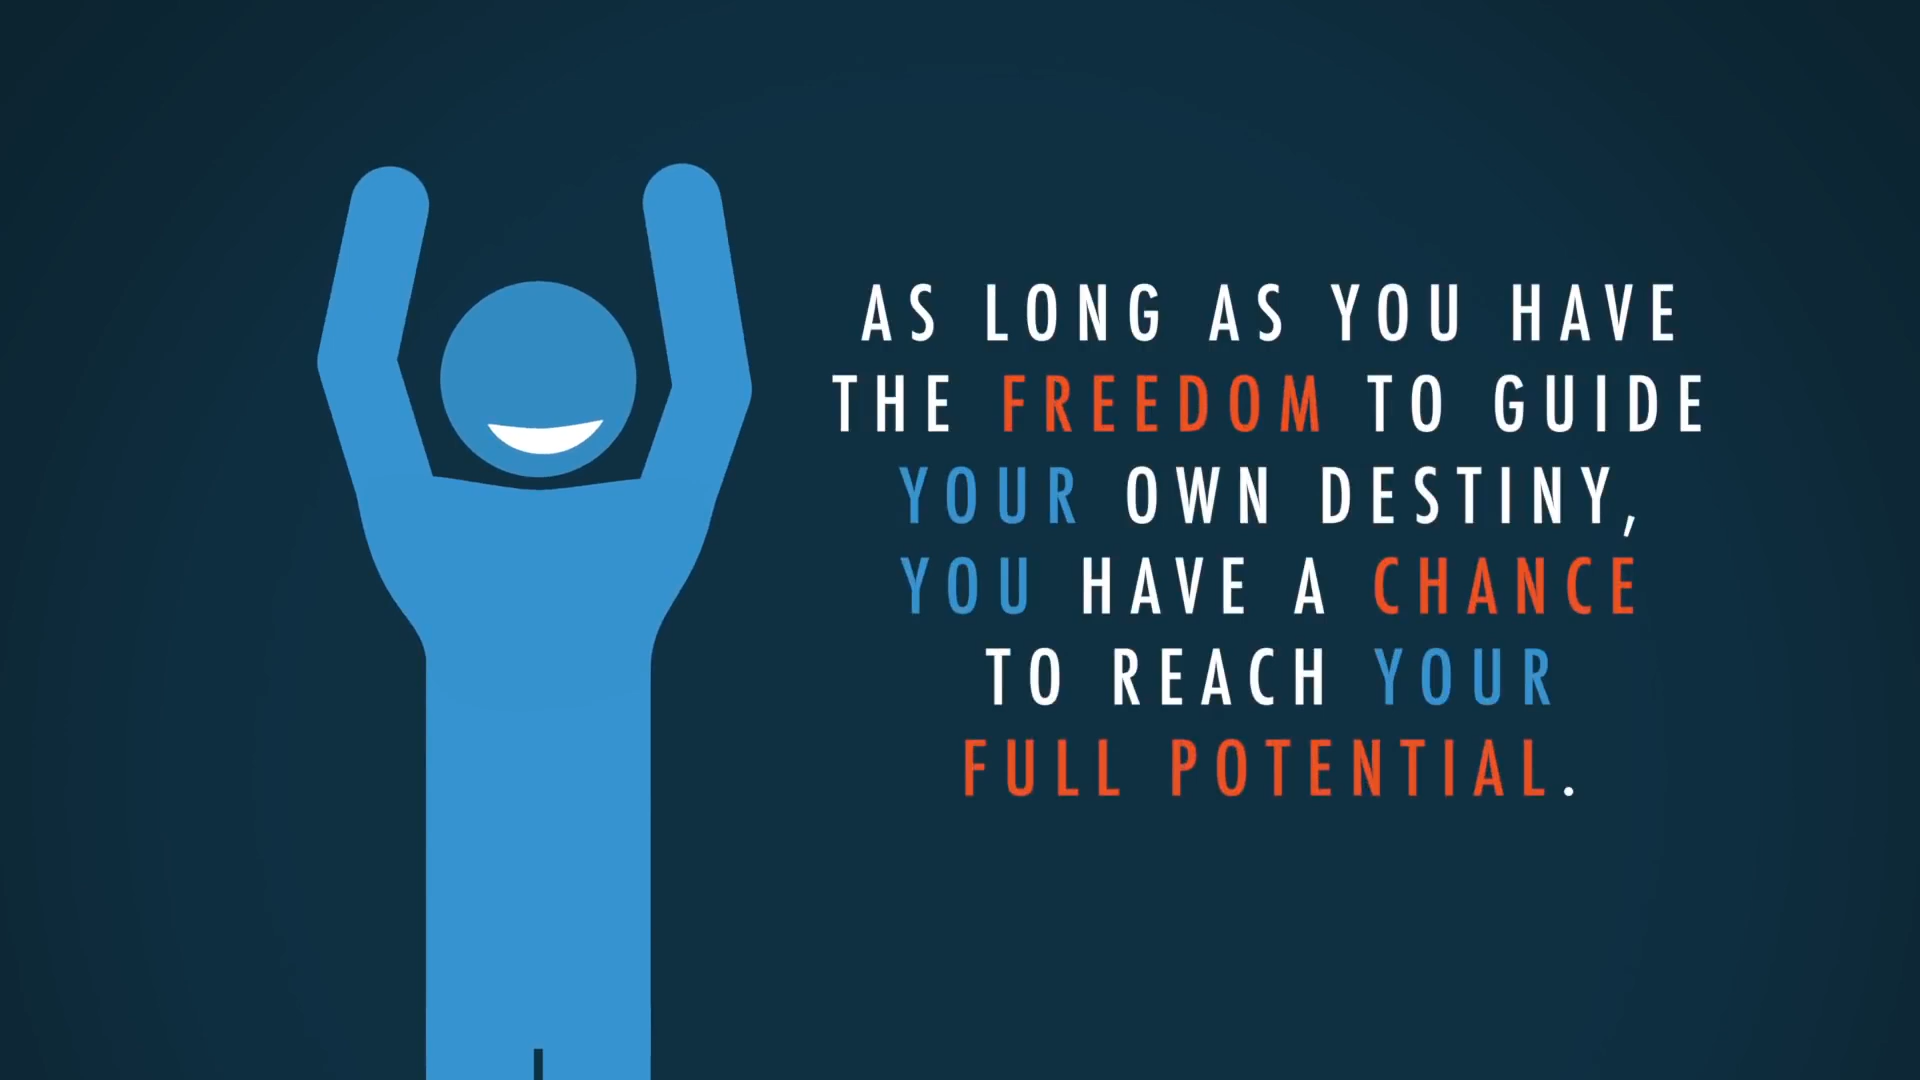 AS LONG AS YOU HAVE
THE FREEDOM TO GUIDE
YOUR OWN DESTINY,
YOU HAVE A CHANCE
TO REACH YOUR
FULL POTENTIAL.